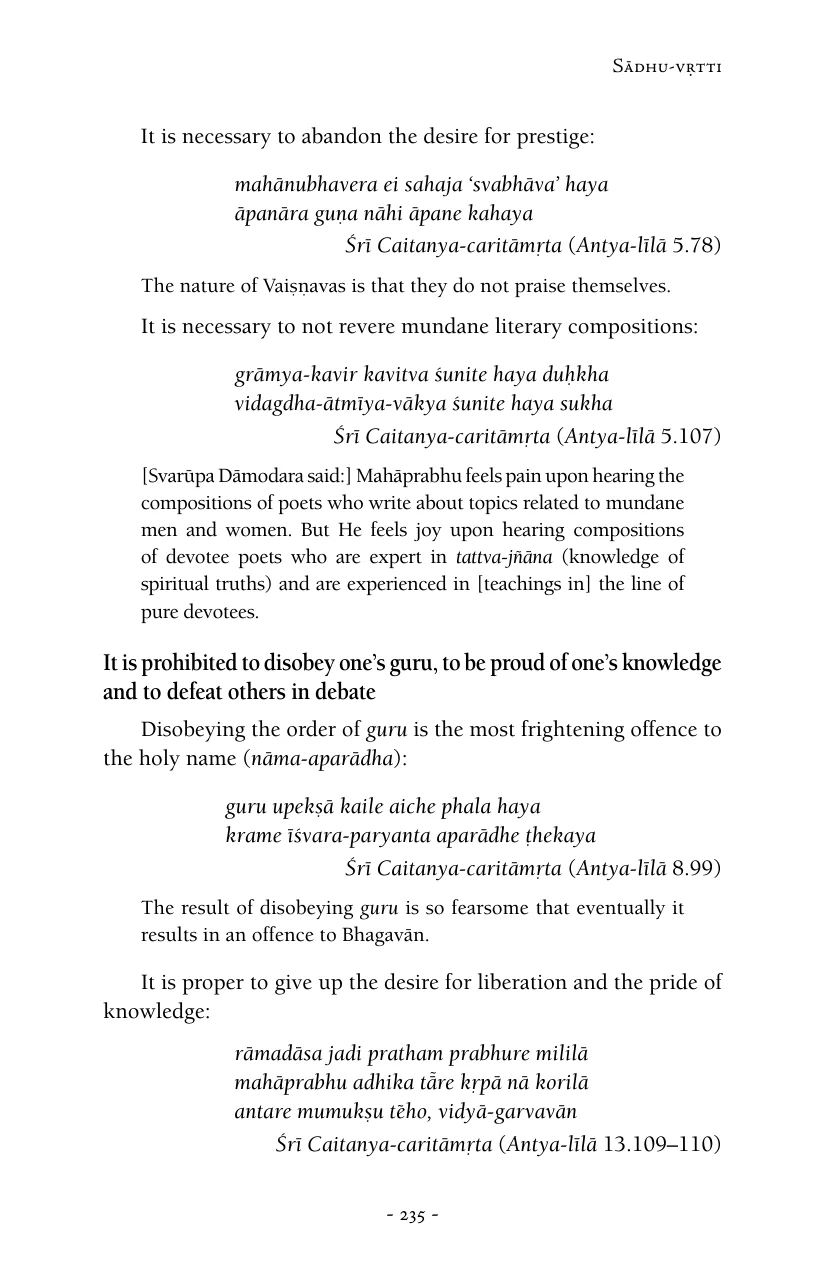 Sādhu-vṛtti
It is necessary to abandon the desire for prestige:
mahānubhavera ei sahaja ‘svabhāva’ haya
āpanāra guṇa nāhi āpane kahaya
Śrī Caitanya-caritāmṛta (Antya-līlā 5.78)
The nature of Vaiṣṇavas is that they do not praise themselves.
It is necessary to not revere mundane literary compositions:
grāmya-kavir kavitva śunite haya duḥkha
vidagdha-ātmīya-vākya śunite haya sukha
Śrī Caitanya-caritāmṛta (Antya-līlā 5.107)
[Svarūpa Dāmodara said:] Mahāprabhu feels pain upon hearing the
compositions of poets who write about topics related to mundane
men and women. But He feels joy upon hearing compositions
of devotee poets who are expert in tattva-jñāna (knowledge of
spiritual truths) and are experienced in [teachings in] the line of
pure devotees.
It is prohibited to disobey one’s guru, to be proud of one’s knowledge
and to defeat others in debate
Disobeying the order of guru is the most frightening offence to
the holy name (nāma-aparādha):
guru upekṣā kaile aiche phala haya
krame īśvara-paryanta aparādhe ṭhekaya
Śrī Caitanya-caritāmṛta (Antya-līlā 8.99)
The result of disobeying guru is so fearsome that eventually it
results in an offence to Bhagavān.
It is proper to give up the desire for liberation and the pride of
knowledge:
rāmadāsa jadi pratham prabhure mililā
mahāprabhu adhika tā̃re kṛpā nā korilā
antare mumukṣu tẽho, vidyā-garvavān
Śrī Caitanya-caritāmṛta (Antya-līlā 13.109–110)
- 235 -